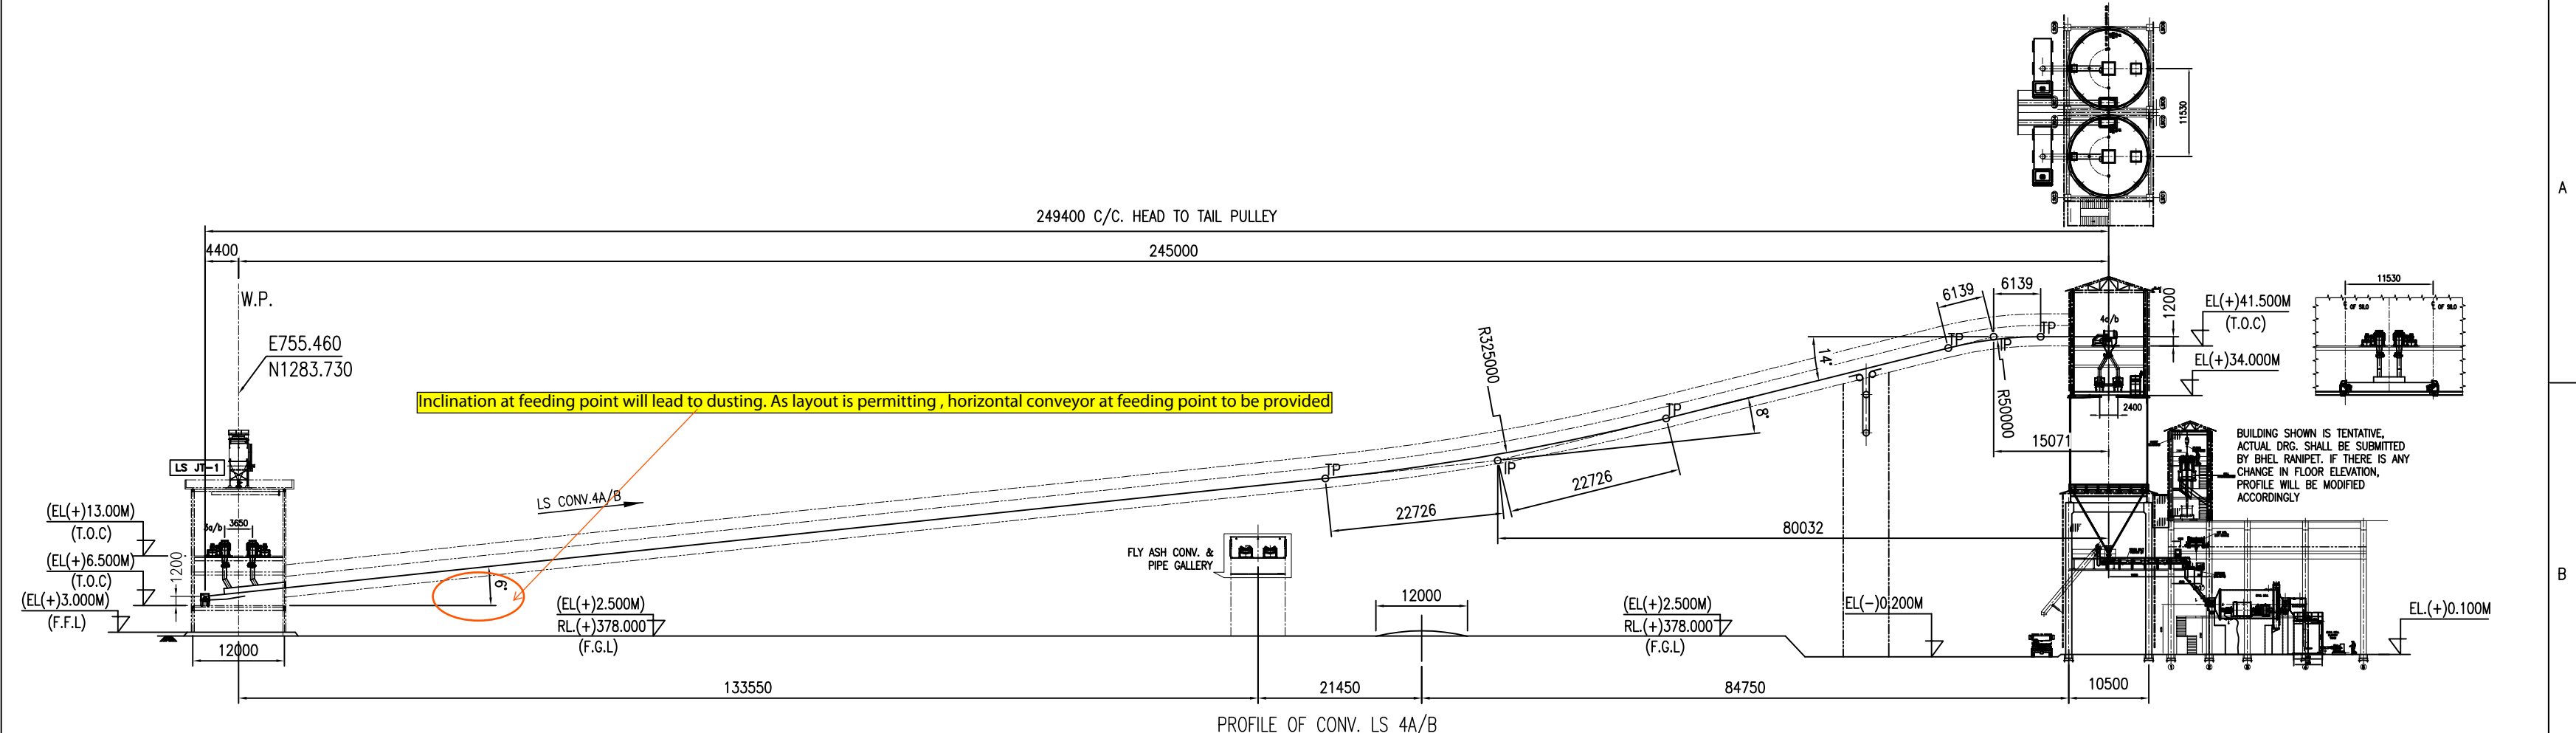 A
11530
249400 C/C. HEAD TO TAIL PULLEY
4400
245000
W.P.
E755.460
N1283.730
6139
6139
TP
TP
IP
14°
R325000
R50000
4a/b
1200
EL(+)41.500M
(T.O.C)
EL(+)34.000M
2400
11530
℄ OF SILO
℄ OF SILO
Inclination at feeding point will lead to dusting. As layout is permitting , horizontal conveyor at feeding point to be provided
TP
8°
15071
BUILDING SHOWN IS TENTATIVE,
ACTUAL DRG. SHALL BE SUBMITTED
BY BHEL RANIPET. IF THERE IS ANY
CHANGE IN FLOOR ELEVATION,
PROFILE WILL BE MODIFIED
ACCORDINGLY
LS JT-1
TP
IP
22726
22726
LS CONV.4A/B
(EL(+)13.00M)
(T.O.C)
3a/b
3650
80032
FLY ASH CONV. &
PIPE GALLERY
(EL(+)6.500M)
(T.O.C)
1200
6°
B
(EL(+)3.000M)
(F.F.L)
(EL(+)2.500M)
RL.(+)378.000
(F.G.L)
12000
(EL(+)2.500M)
RL.(+)378.000
(F.G.L)
EL(-)0.200M
EL.(+)0.100M
12000
133550
21450
84750
10500
PROFILE OF CONV. LS 4A/B